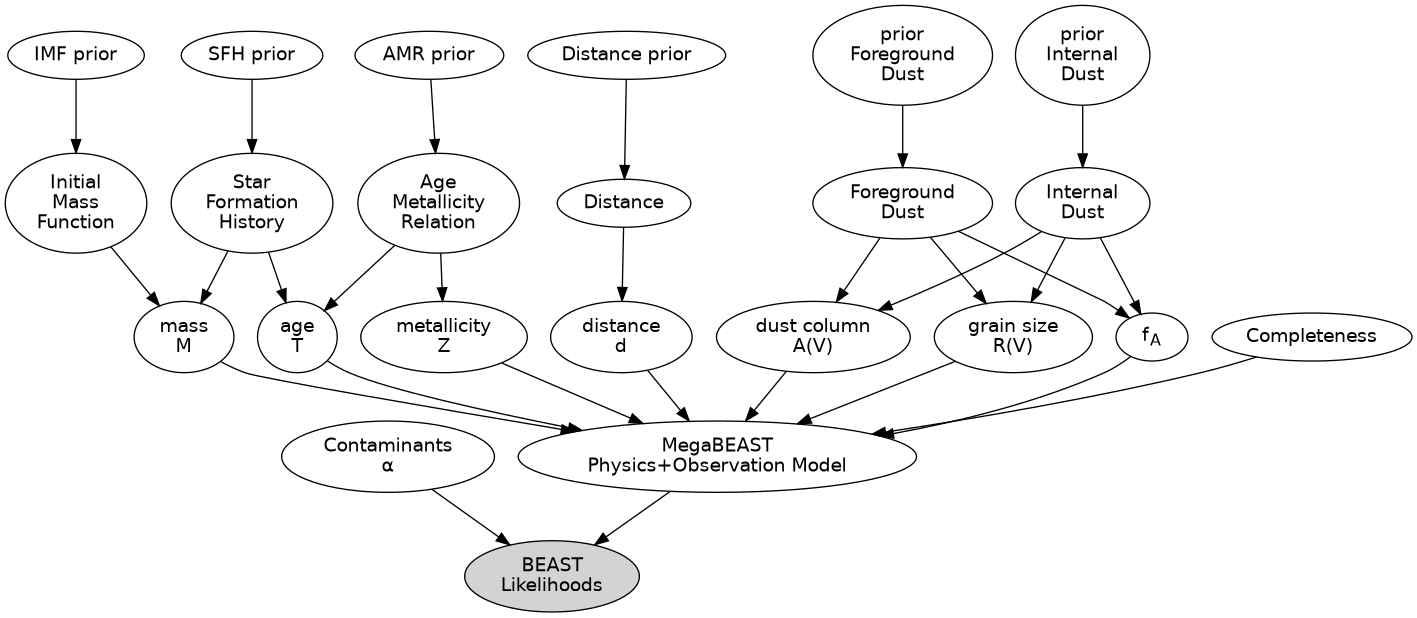 IMF prior
SFH prior
AMR prior
Distance prior
prior
Foreground
Dust
prior
Internal
Dust
Initial
Mass
Function
Star
Formation
History
Age
Metallicity
Relation
Distance
Foreground
Dust
Internal
Dust
mass
M
age
T
metallicity
Z
distance
d
dust column
A(V)
grain size
R(V)
fA
Completeness
Contaminants
α
MegaBEAST
Physics+Observation Model
BEAST
Likelihoods